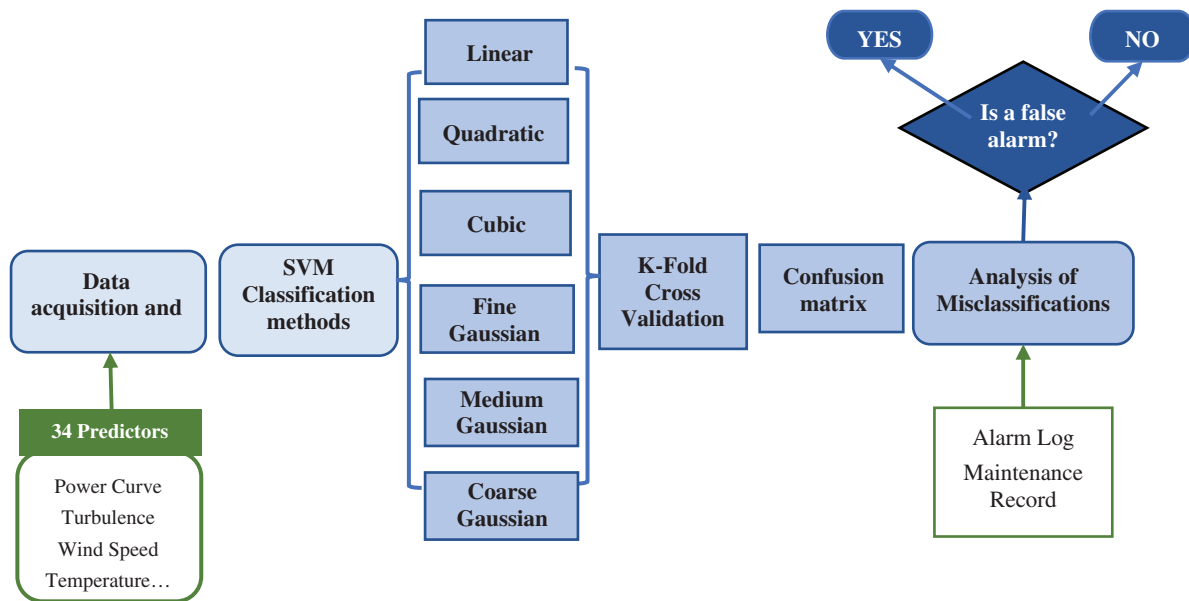 Data
acquisition and
34 Predictors
Power Curve
Turbulence
Wind Speed
Temperature…
SVM
Classification
methods
Linear
Quadratic
Cubic
Fine
Gaussian
Medium
Gaussian
Coarse
Gaussian
K-Fold
Cross
Validation
Confusion
matrix
Analysis of
Misclassifications
Alarm Log
Maintenance
Record
Is a false
alarm?
YES
NO